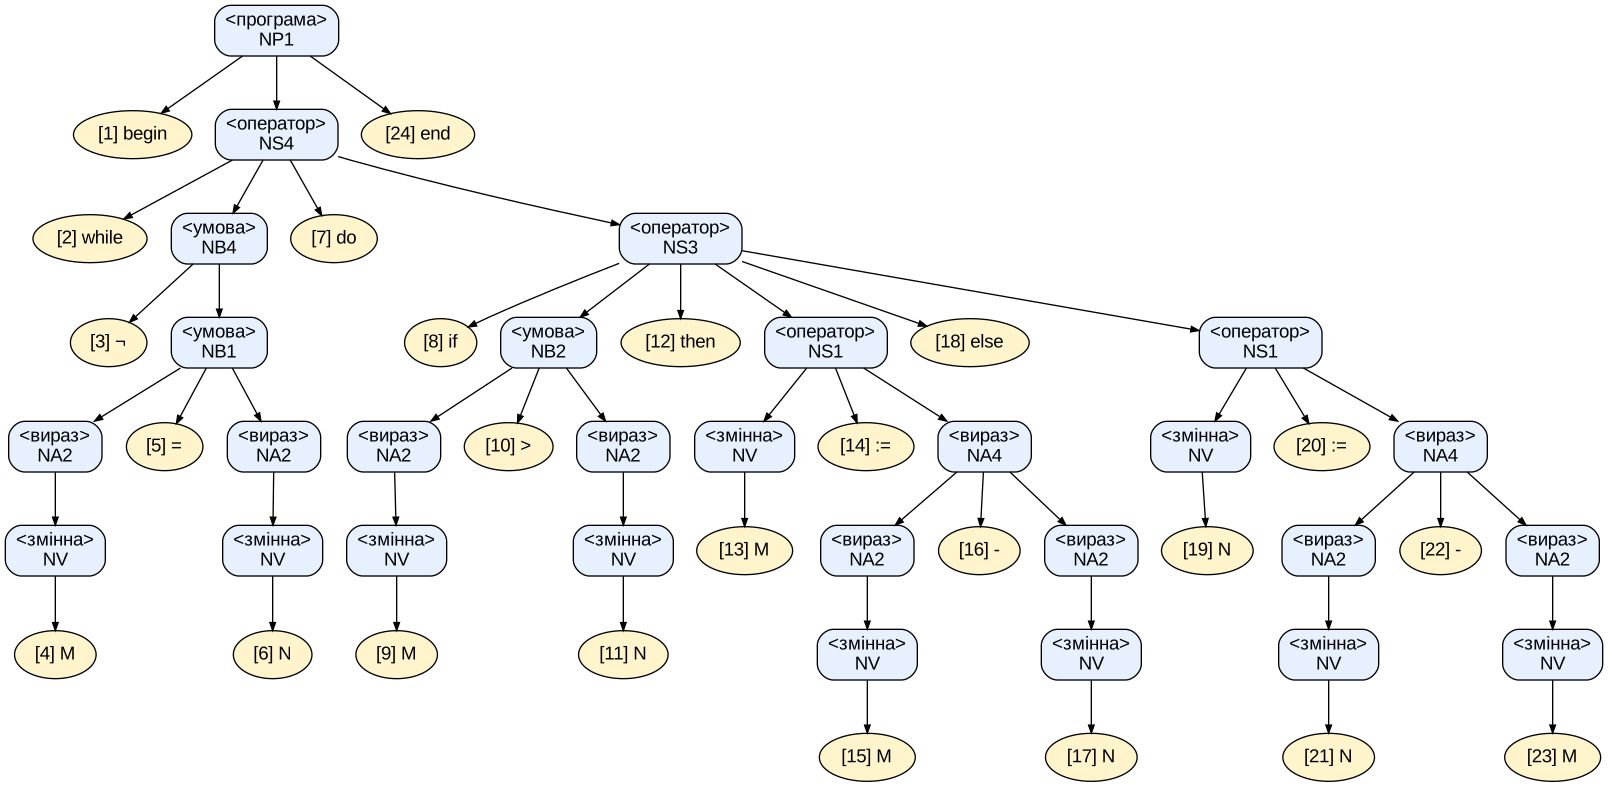 <програма>
NP1
[1] begin
<оператор>
NS4
[24] end
[2] while
<умова>
NB4
[7] do
<оператор>
NS3
[3] ¬
<умова>
NB1
[8] if
<умова>
NB2
[12] then
<оператор>
NS1
[18] else
<оператор>
NS1
<вираз>
NA2
[5] =
<вираз>
NA2
<вираз>
NA2
[10] >
<вираз>
NA2
<змінна>
NV
[14] :=
<вираз>
NA4
<змінна>
NV
[20] :=
<вираз>
NA4
<змінна>
NV
<змінна>
NV
<змінна>
NV
<змінна>
NV
[13] M
<вираз>
NA2
[16] -
<вираз>
NA2
[19] N
<вираз>
NA2
[22] -
<вираз>
NA2
[4] M
[6] N
[9] M
[11] N
<змінна>
NV
<змінна>
NV
<змінна>
NV
<змінна>
NV
[15] M
[17] N
[21] N
[23] M